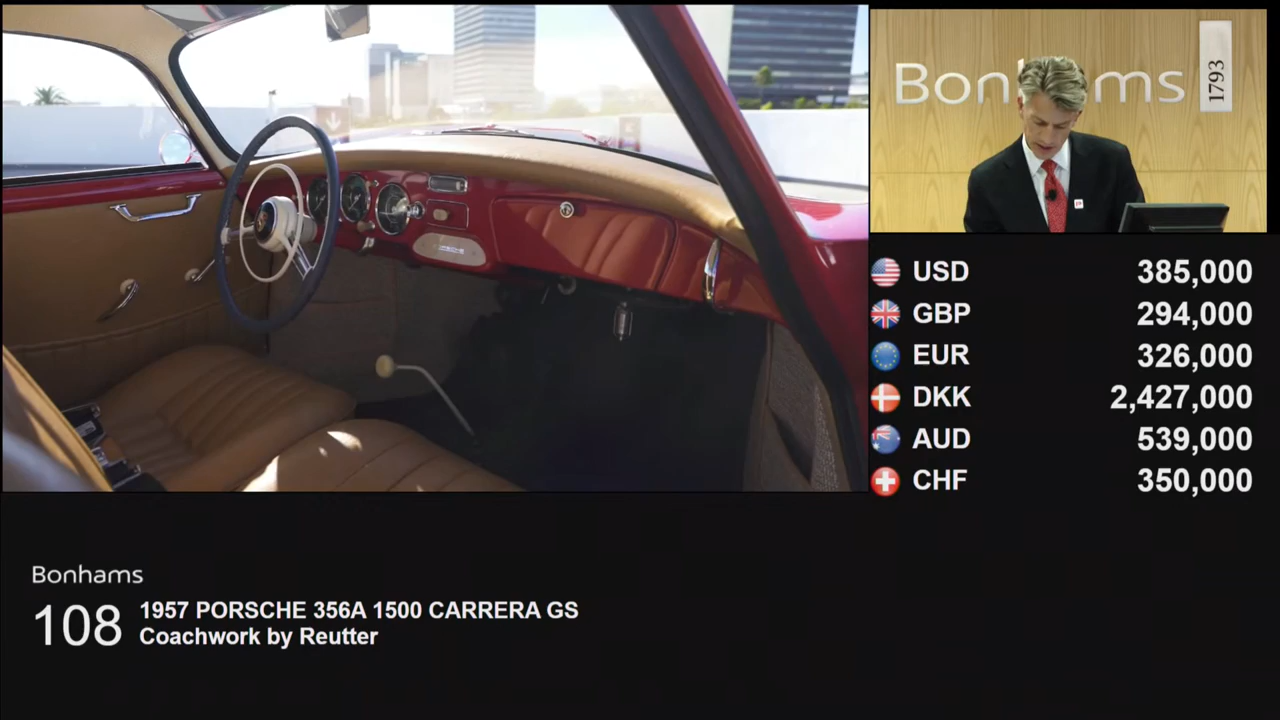 Bonhams
1793
USD 385,000
GBP 294,000
EUR 326,000
DKK 2,427,000
AUD 539,000
CHF 350,000
Bonhams
108
1957 PORSCHE 356A 1500 CARRERA GS
Coachwork by Reutter